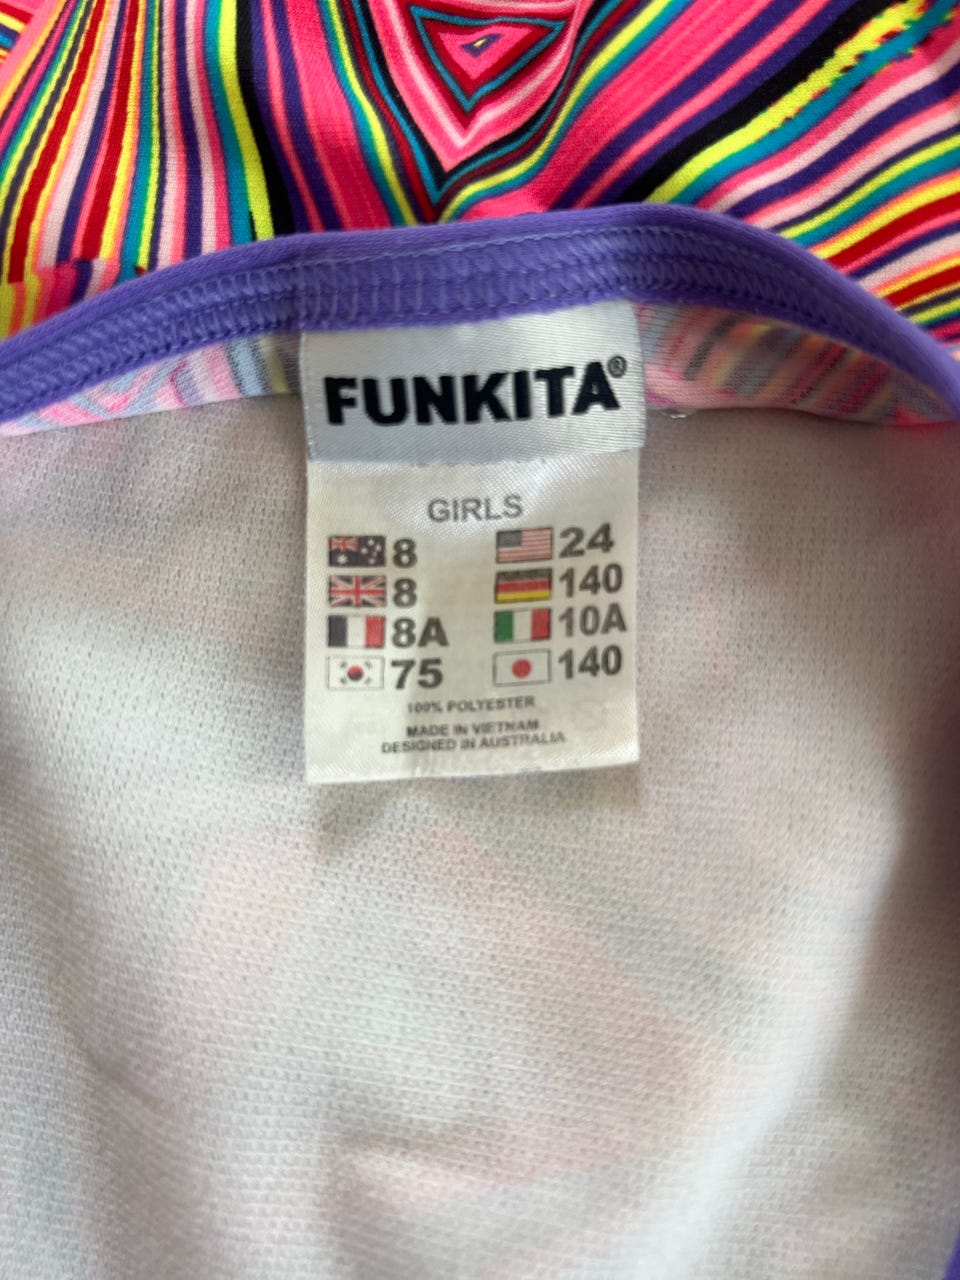 FUNKITA®
GIRLS
8 24
8 140
8A 10A
75 140
100% POLYESTER
MADE IN VIETNAM
DESIGNED IN AUSTRALIA